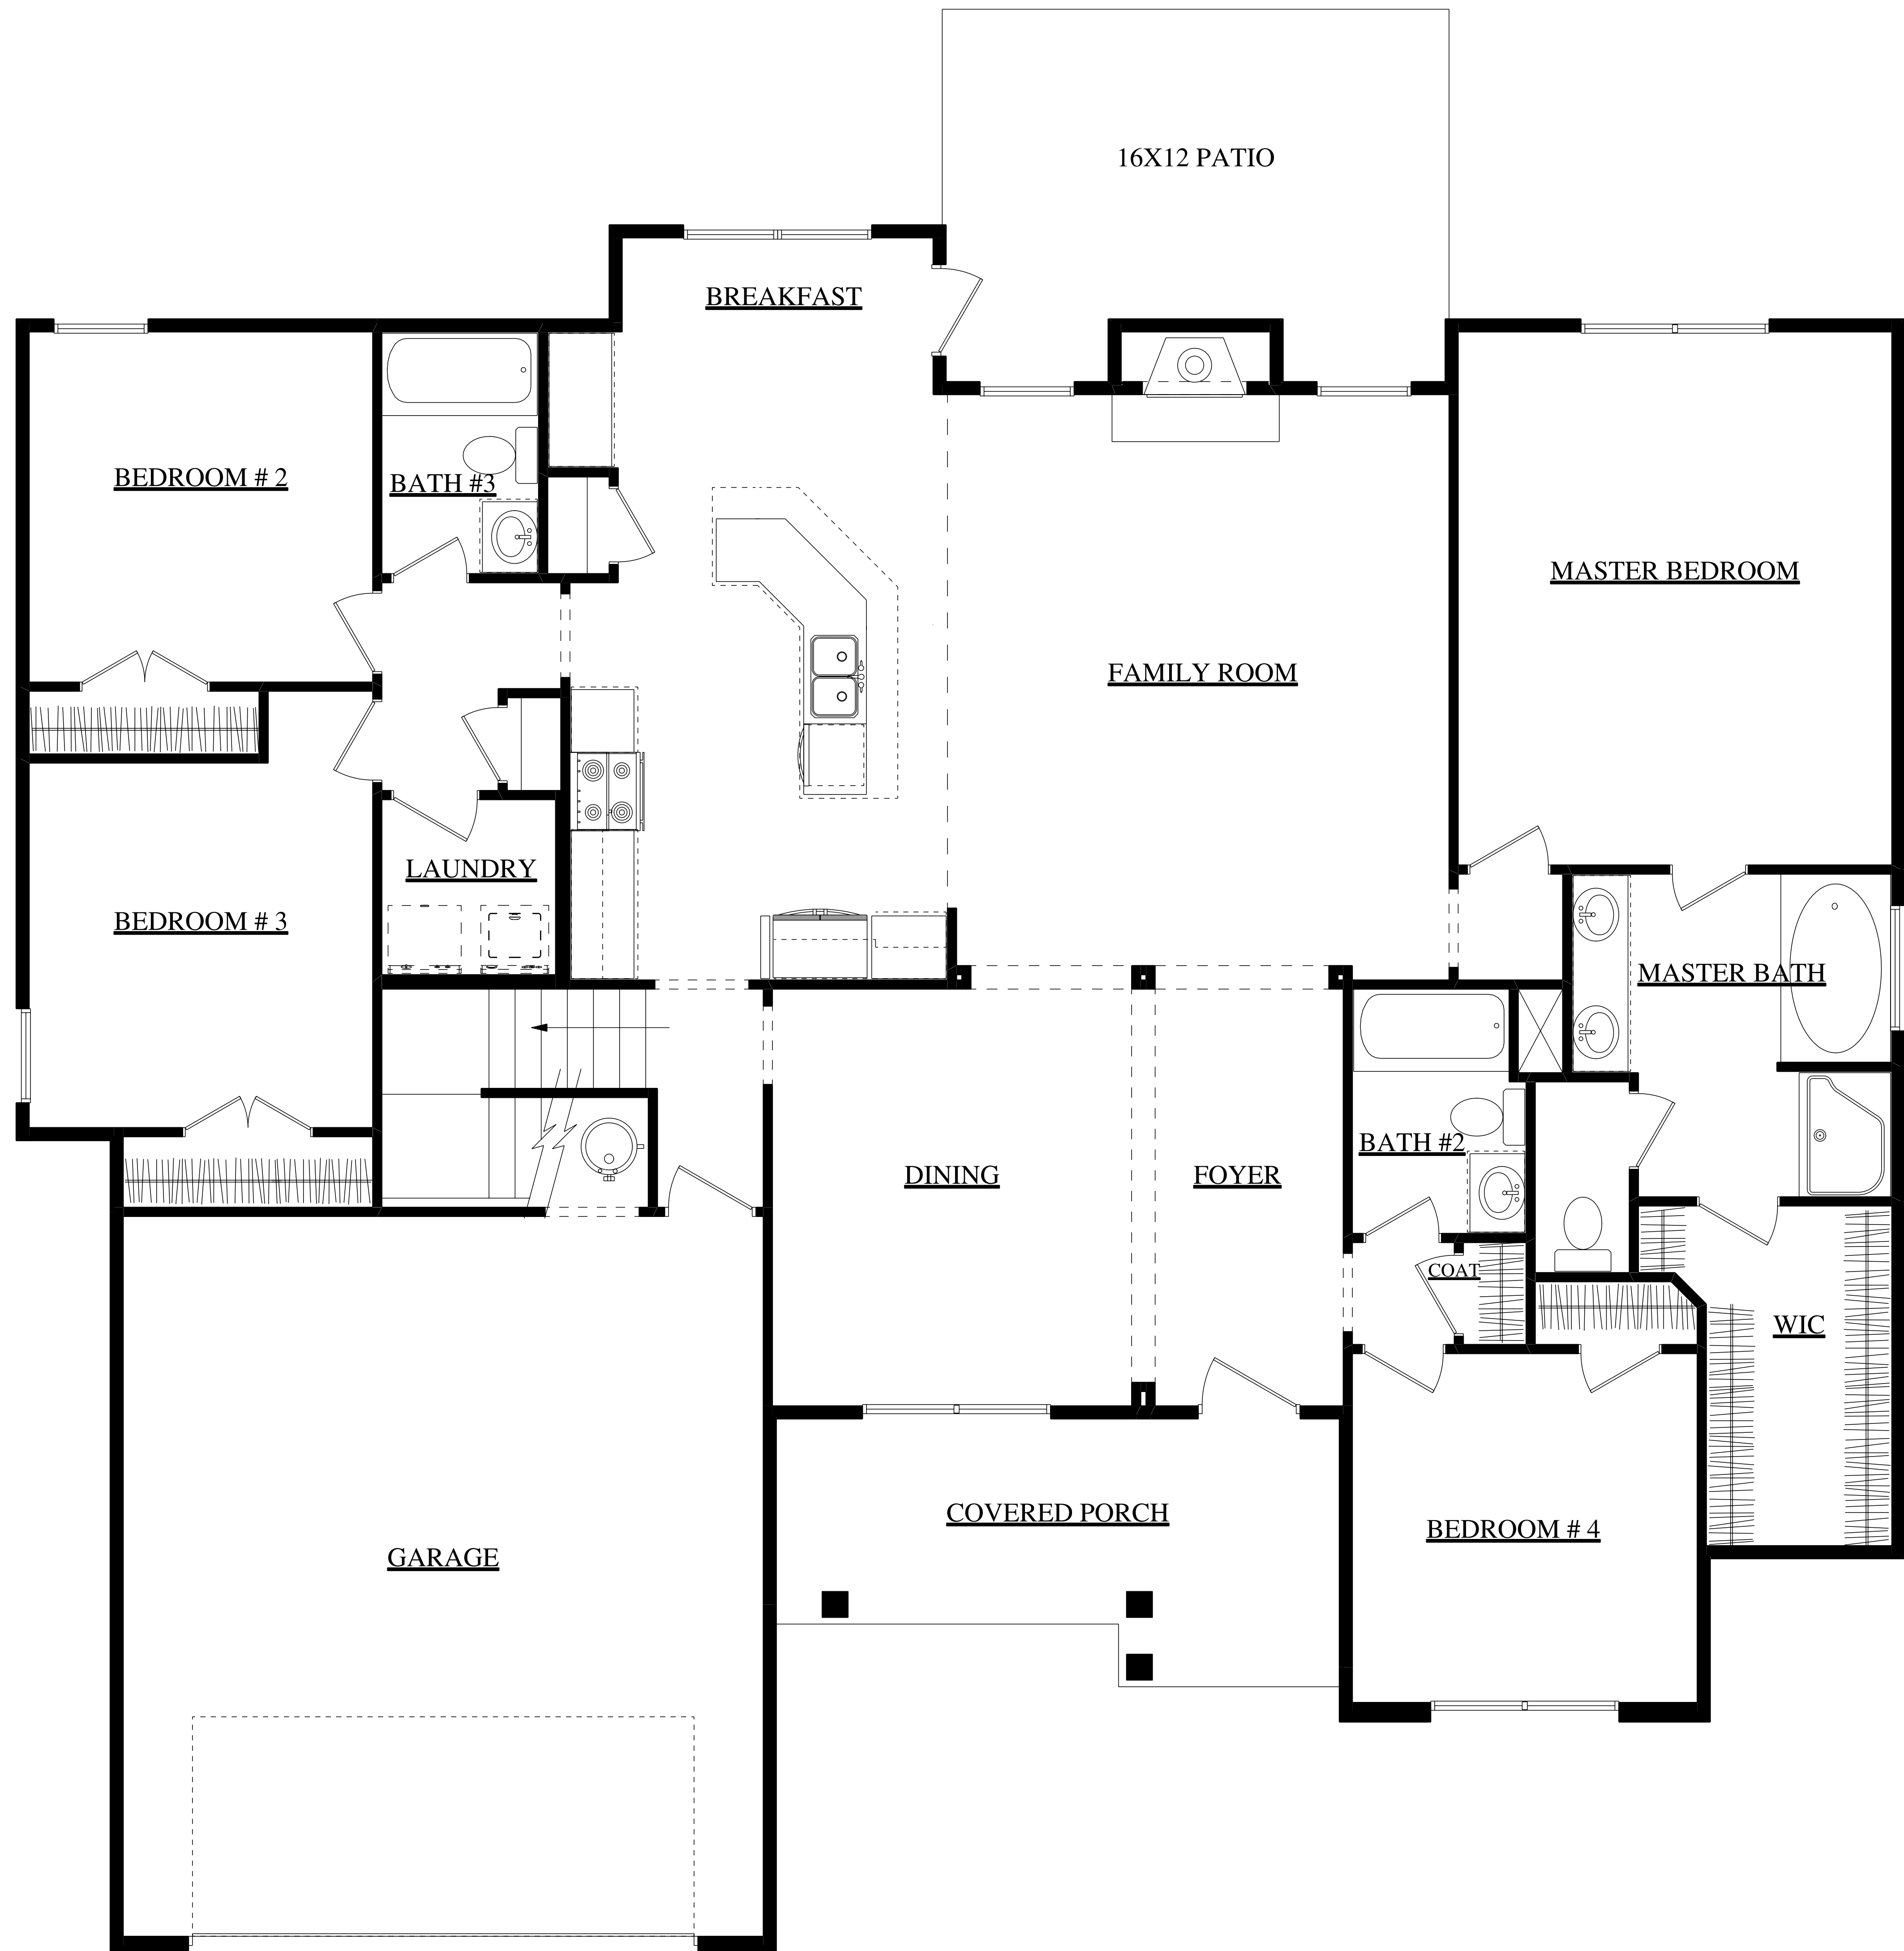 16X12 PATIO
BREAKFAST
BEDROOM # 2
BATH #3
MASTER BEDROOM
FAMILY ROOM
LAUNDRY
BEDROOM # 3
MASTER BATH
BATH #2
DINING
FOYER
COAT
WIC
COVERED PORCH
BEDROOM # 4
GARAGE